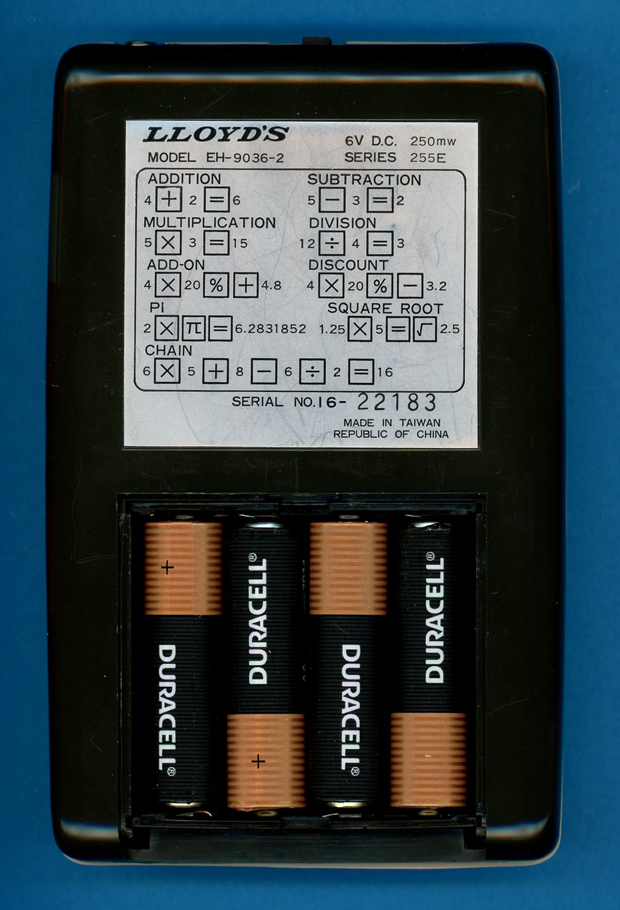 LLOYD'S
6V D.C. 250mw
MODEL EH-9036-2 SERIES 255E
ADDITION SUBTRACTION
4 + 2 = 6 5 − 3 = 2
MULTIPLICATION DIVISION
5 × 3 = 15 12 ÷ 4 = 3
ADD-ON DISCOUNT
4 × 20 % + 4.8 4 × 20 % − 3.2
PI SQUARE ROOT
2 × π = 6.2831852 1.25 × 5 = √ 2.5
CHAIN
6 × 5 + 8 − 6 ÷ 2 = 16
SERIAL NO. 16- 22183
MADE IN TAIWAN
REPUBLIC OF CHINA
+ DURACELL®
DURACELL® +
DURACELL®
DURACELL®